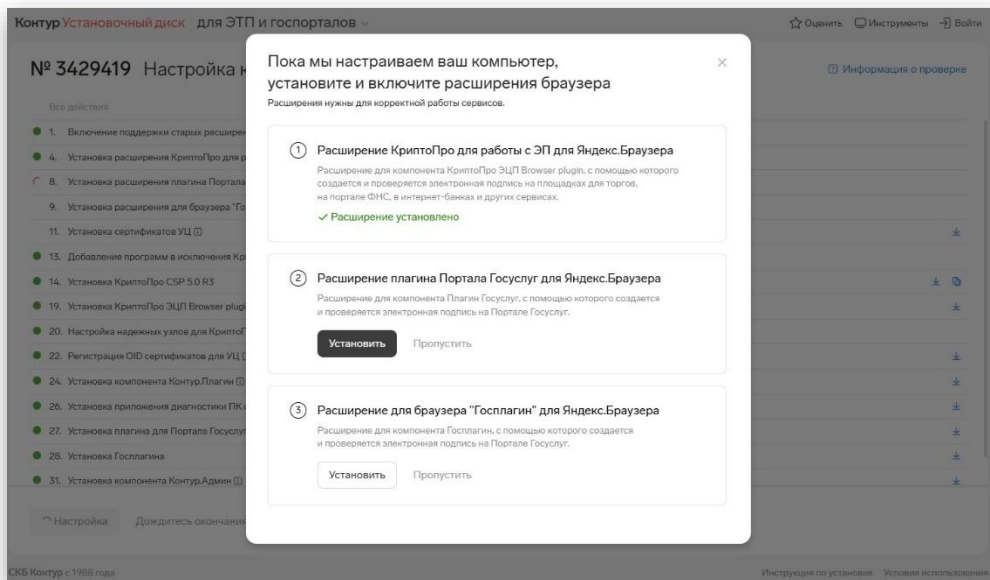 Контур Установочный диск для ЭТП и госпорталов
Оценить Инструменты Войти
№ 3429419 Настройка
Информация о проверке
Все действия
1. Включение поддержки старых
4. Установка расширения КриптоПро для
8. Установка расширения плагина Портала
9. Установка расширения для браузера
11. Установка сертификатов УЦ
13. Добавление программ в исключения
14. Установка КриптоПро CSP 5.0 R3
19. Установка КриптоПро ЭЦП Browser
20. Настройка надежных узлов для
22. Регистрация OID сертификатов для УЦ
24. Установка компонента Контур.Плагин
26. Установка приложения диагностики ПК
27. Установка плагина для Портала
28. Установка Госплагина
31. Установка компонента Контур.Админ
Настройка Дождитесь окончания
Пока мы настраиваем ваш компьютер,
установите и включите расширения браузера
Расширения нужны для корректной работы сервисов.
1 Расширение КриптоПро для работы с ЭП для Яндекс.Браузера
Расширение для компонента КриптоПро ЭЦП Browser plugin, с помощью которого
создается и проверяется электронная подпись на площадках для торгов,
на портале ФНС, в интернет-банках и других сервисах.
Расширение установлено
2 Расширение плагина Портала Госуслуг для Яндекс.Браузера
Расширение для компонента Плагин Госуслуг, с помощью которого создается
и проверяется электронная подпись на Портале Госуслуг.
Установить Пропустить
3 Расширение для браузера "Госплагин" для Яндекс.Браузера
Расширение для компонента Госплагин, с помощью которого создается
и проверяется электронная подпись на Портале Госуслуг.
Установить Пропустить
СКБ Контур с 1988 года
Инструкция по установке Условия использования